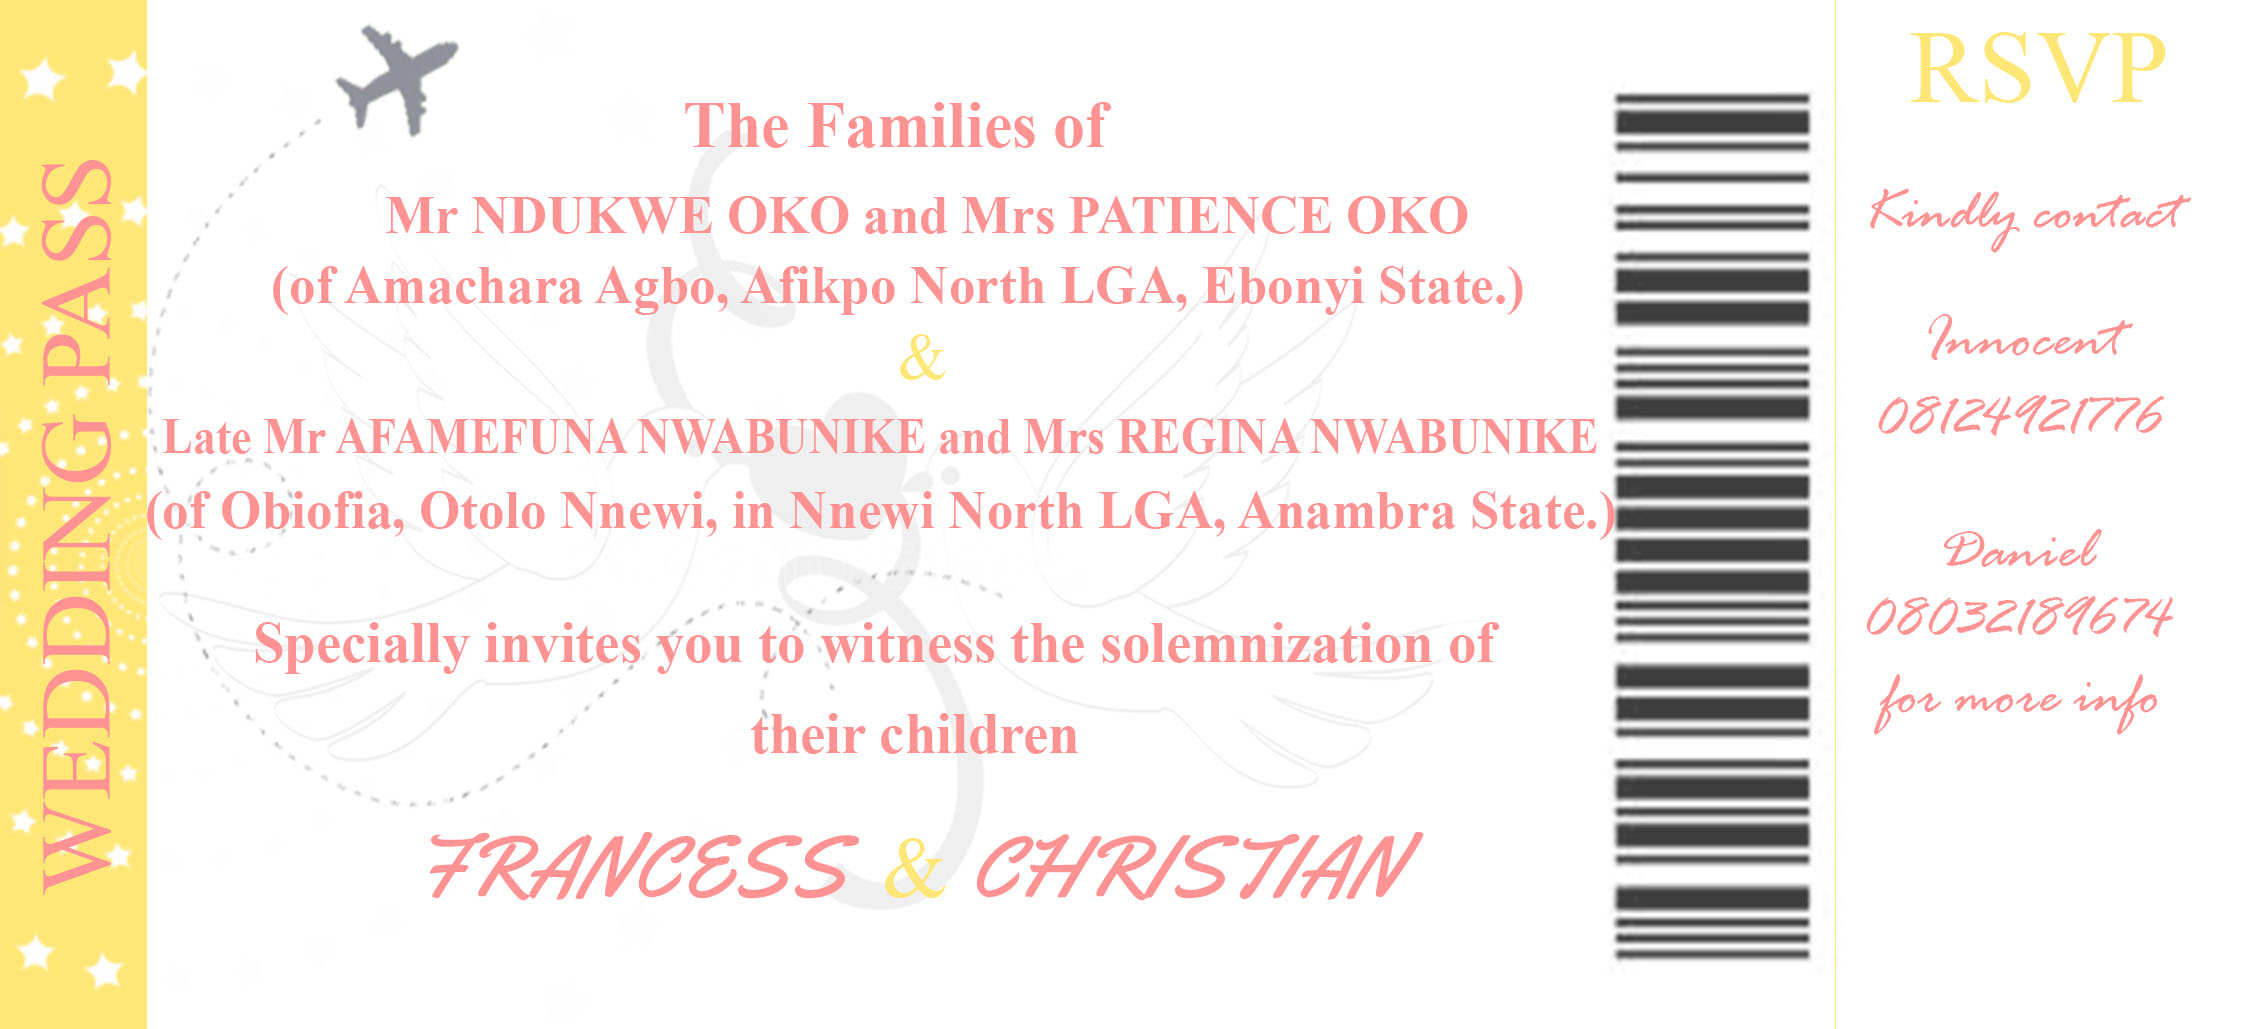 WEDDING PASS
The Families of
Mr NDUKWE OKO and Mrs PATIENCE OKO
(of Amachara Agbo, Afikpo North LGA, Ebonyi State.)
&
Late Mr AFAMEFUNA NWABUNIKE and Mrs REGINA NWABUNIKE
(of Obiofia, Otolo Nnewi, in Nnewi North LGA, Anambra State.)
Specially invites you to witness the solemnization of
their children
FRANCESS & CHRISTIAN
RSVP
Kindly contact
Innocent
08124921776
Daniel
08032189674
for more info